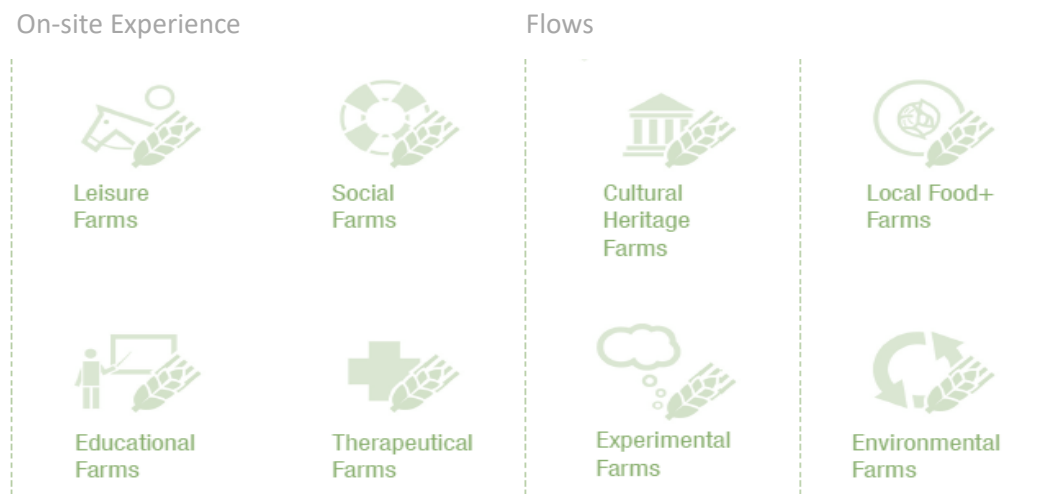 On-site Experience
Flows
Leisure
Farms
Social
Farms
Cultural
Heritage
Farms
Local Food+
Farms
Educational
Farms
Therapeutical
Farms
Experimental
Farms
Environmental
Farms